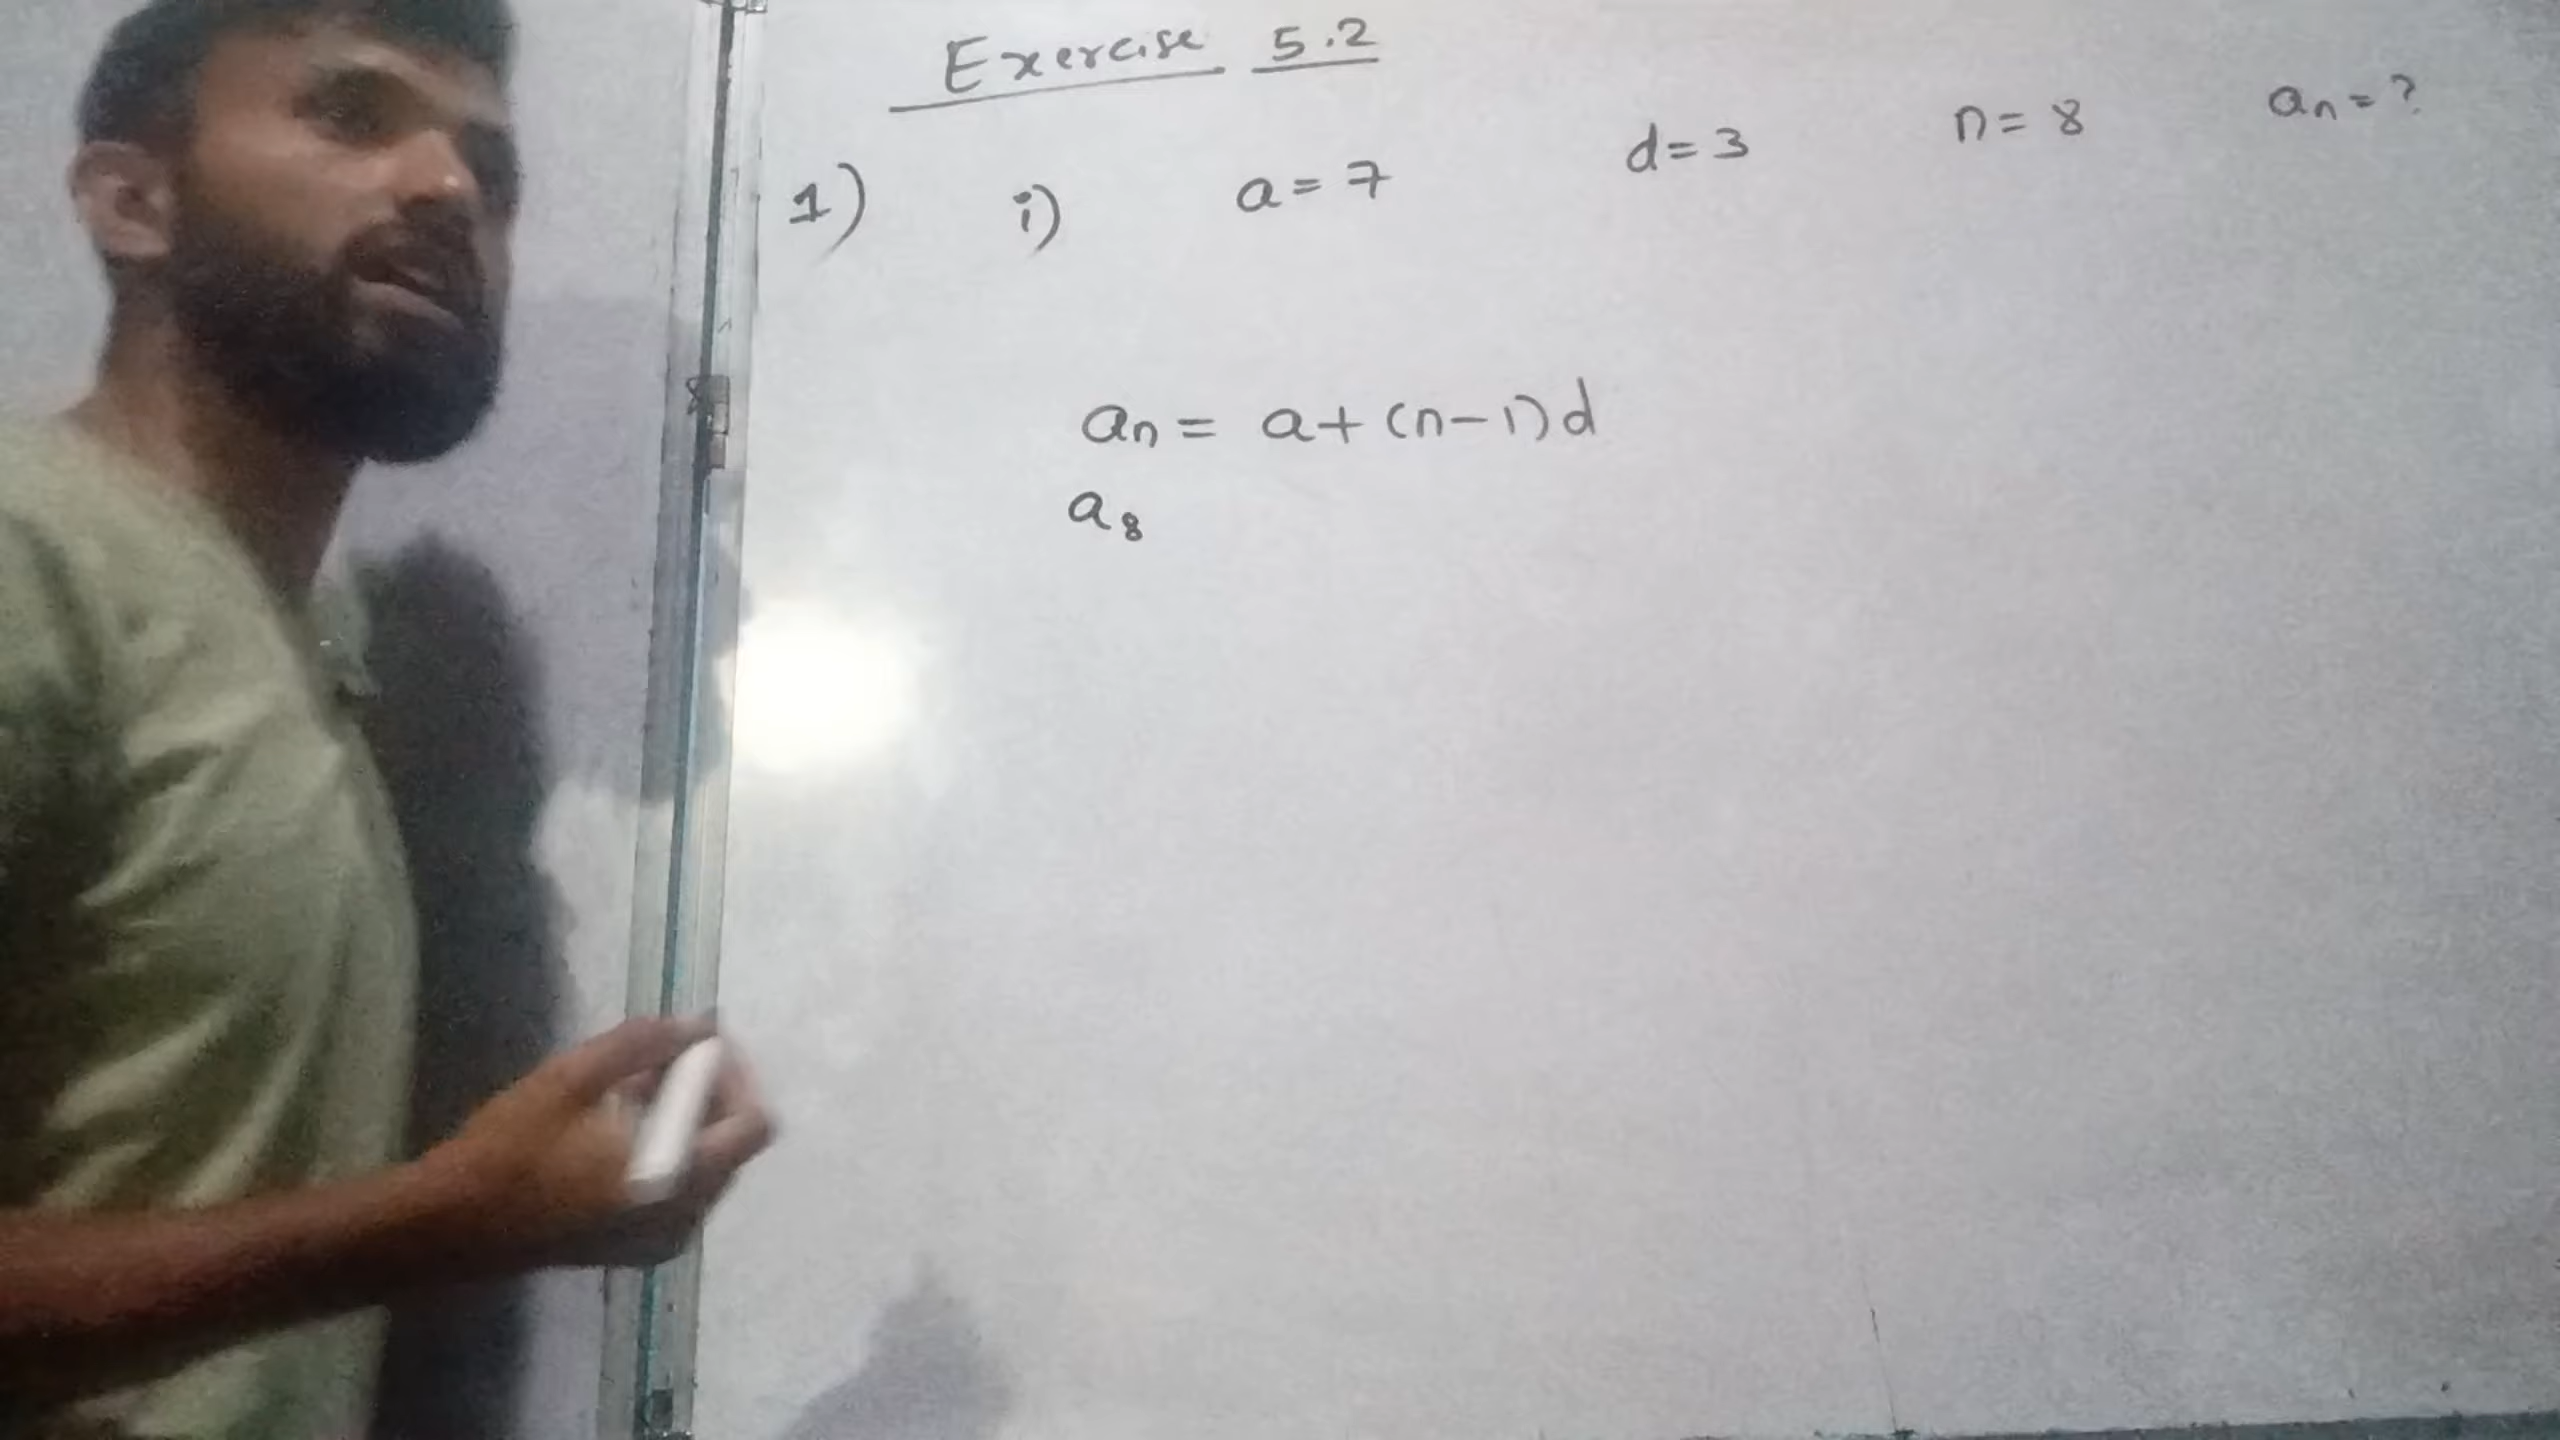 Exercise 5.2
1) i) a = 7 d = 3 n = 8 an = ?
an = a + (n - 1) d
a8